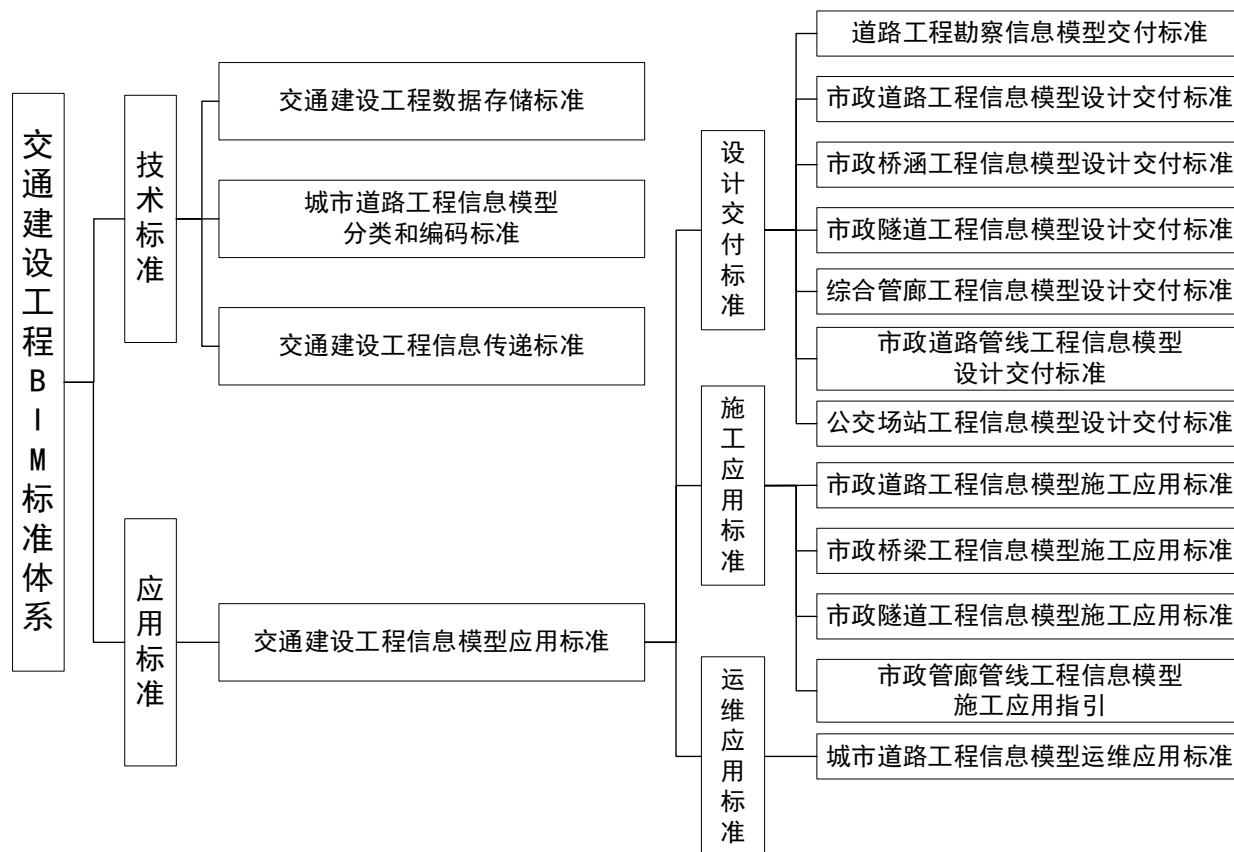 交通建设工程BIM标准体系
技术标准
交通建设工程数据存储标准
城市道路工程信息模型
分类和编码标准
交通建设工程信息传递标准
应用标准
交通建设工程信息模型应用标准
设计交付标准
道路工程勘察信息模型交付标准
市政道路工程信息模型设计交付标准
市政桥涵工程信息模型设计交付标准
市政隧道工程信息模型设计交付标准
综合管廊工程信息模型设计交付标准
市政道路管线工程信息模型
设计交付标准
公交场站工程信息模型设计交付标准
施工应用标准
市政道路工程信息模型施工应用标准
市政桥梁工程信息模型施工应用标准
市政隧道工程信息模型施工应用标准
市政管廊管线工程信息模型
施工应用指引
运维应用标准
城市道路工程信息模型运维应用标准